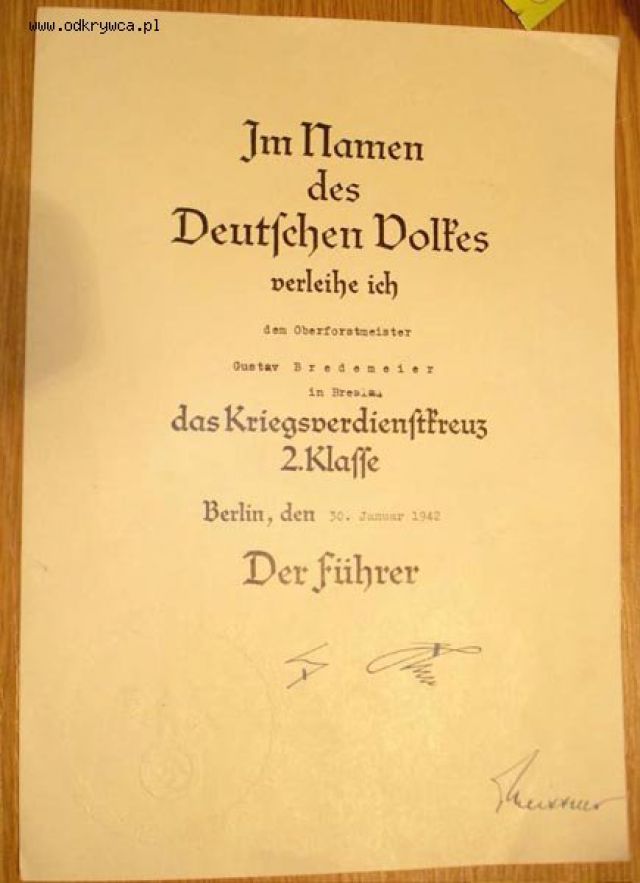 www.odkrywca.pl
Im Namen
des
Deutſchen Volkes
verleihe ich
dem Oberforstmeister
Gustav Bredemeier
in Breslau
das Kriegsverdienſtkreuz
2. Klaſſe
Berlin, den 30. Januar 1942
Der Führer